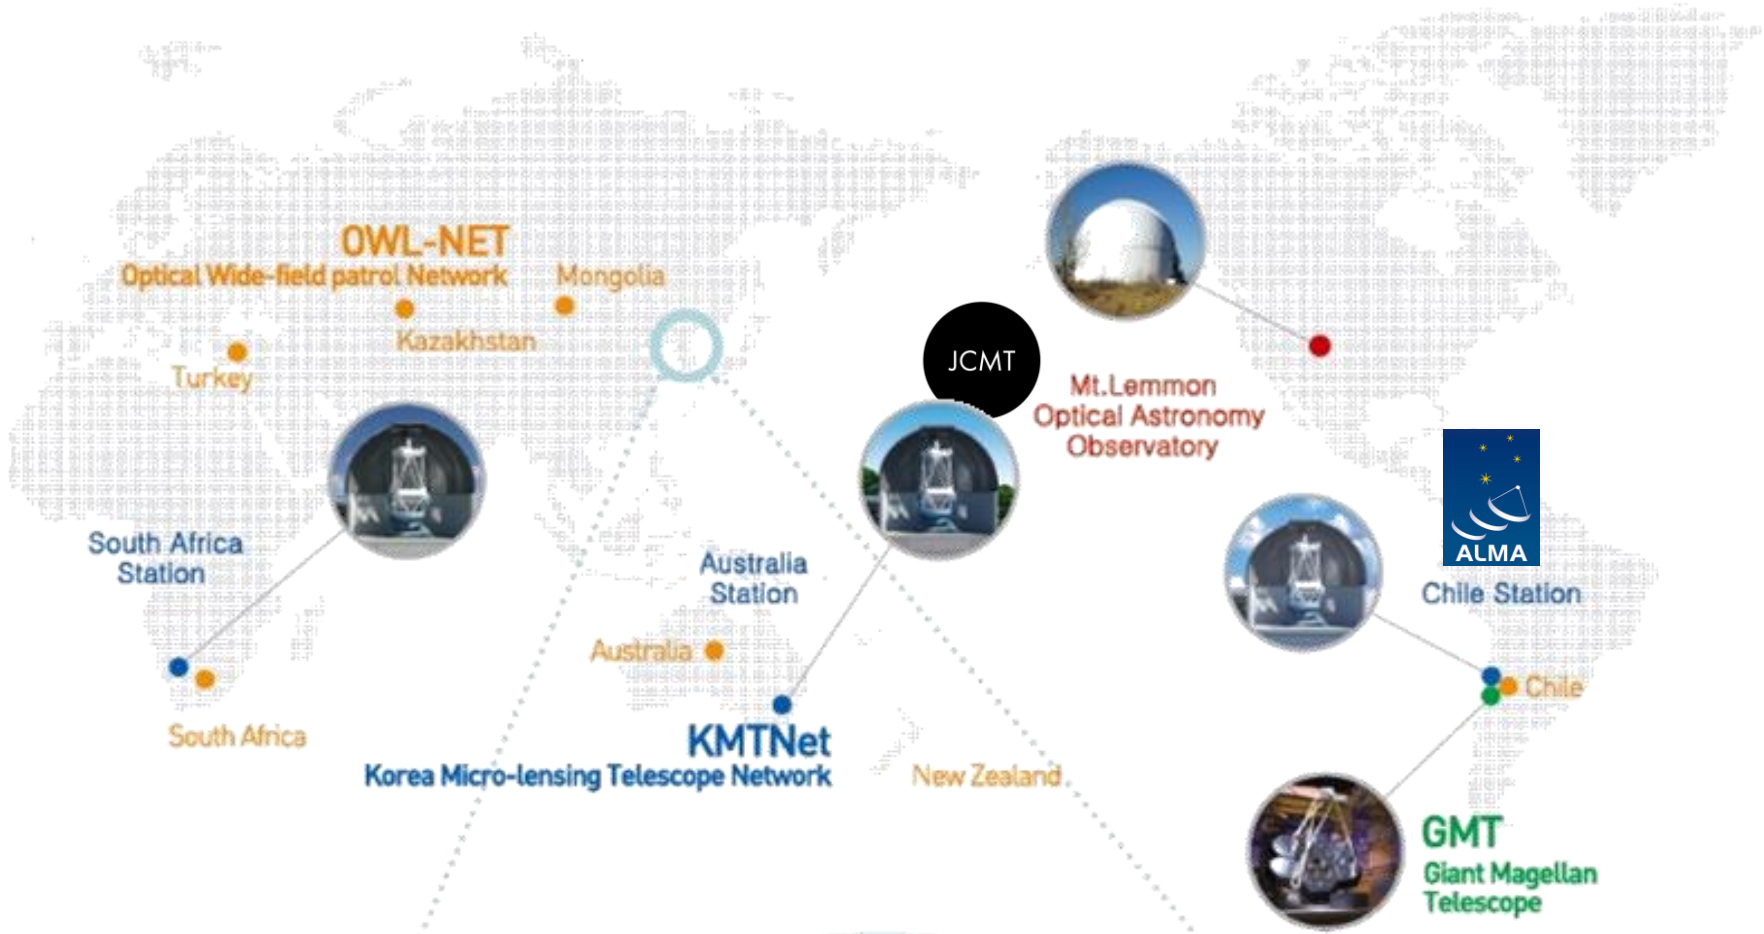 OWL-NET
Optical Wide-field patrol Network
Mongolia
Kazakhstan
Turkey
JCMT
Mt.Lemmon
Optical Astronomy
Observatory
ALMA
South Africa
Station
Australia
Station
Chile Station
Australia
Chile
South Africa
KMTNet
Korea Micro-lensing Telescope Network
New Zealand
GMT
Giant Magellan
Telescope